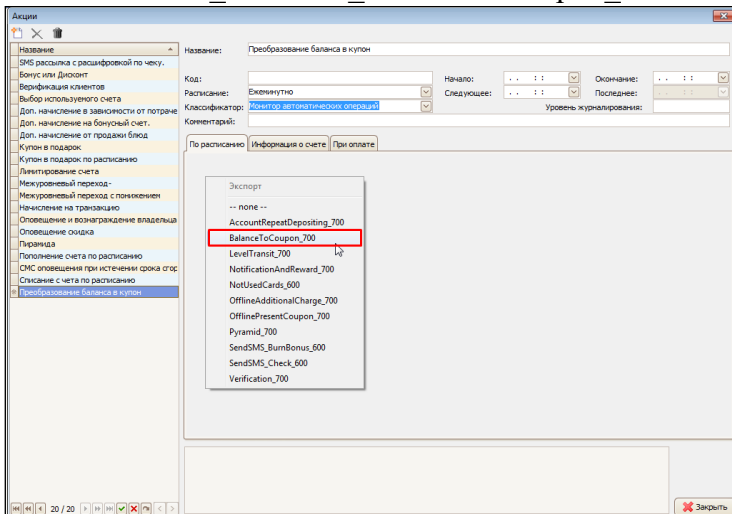 Акции
Название
SMS рассылка с расшифровкой по чеку.
Бонус или Дисконт
Верификация клиентов
Выбор используемого счета
Доп. начисление в зависимости от потраче
Доп. начисление на бонусный счет.
Доп. начисление от продажи блюд
Купон в подарок
Купон в подарок по расписанию
Лимитирование счета
Межуровневый переход-
Межуровневый переход с понижением
Начисление на транзакцию
Оповещение и вознаграждение владельца
Оповещение скидка
Пирамида
Пополнение счета по расписанию
СМС оповещения при истечении срока сгор
Списание с чета по расписанию
Преобразование баланса в купон
20 / 20
Название: Преобразование баланса в купон
Код: Начало: . . : : Окончание: . . : :
Расписание: Ежеминутно Следующее: . . : : Последнее: . . : :
Классификатор: Монитор автоматических операций Уровень журналирования:
Комментарий:
По расписанию Информация о счете При оплате
Экспорт
-- none --
AccountRepeatDepositing_700
BalanceToCoupon_700
LevelTransit_700
NotificationAndReward_700
NotUsedCards_600
OfflineAdditionalCharge_700
OflinePresentCoupon_700
Pyramid_700
SendSMS_BurnBonus_600
SendSMS_Check_600
Verification_700
Закрыть